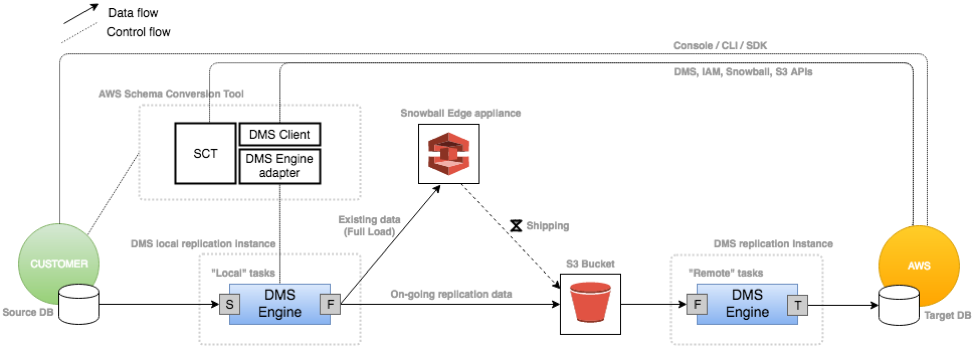 Data flow
Control flow
Console / CLI / SDK
DMS, IAM, Snowball, S3 APIs
AWS Schema Conversion Tool
SCT
DMS Client
DMS Engine
adapter
Snowball Edge appliance
Existing data
(Full Load)
Shipping
CUSTOMER
Source DB
DMS local replication instance
"Local" tasks
S
DMS
Engine
F
On-going replication data
S3 Bucket
DMS replication Instance
"Remote" tasks
F
DMS
Engine
T
AWS
Target DB